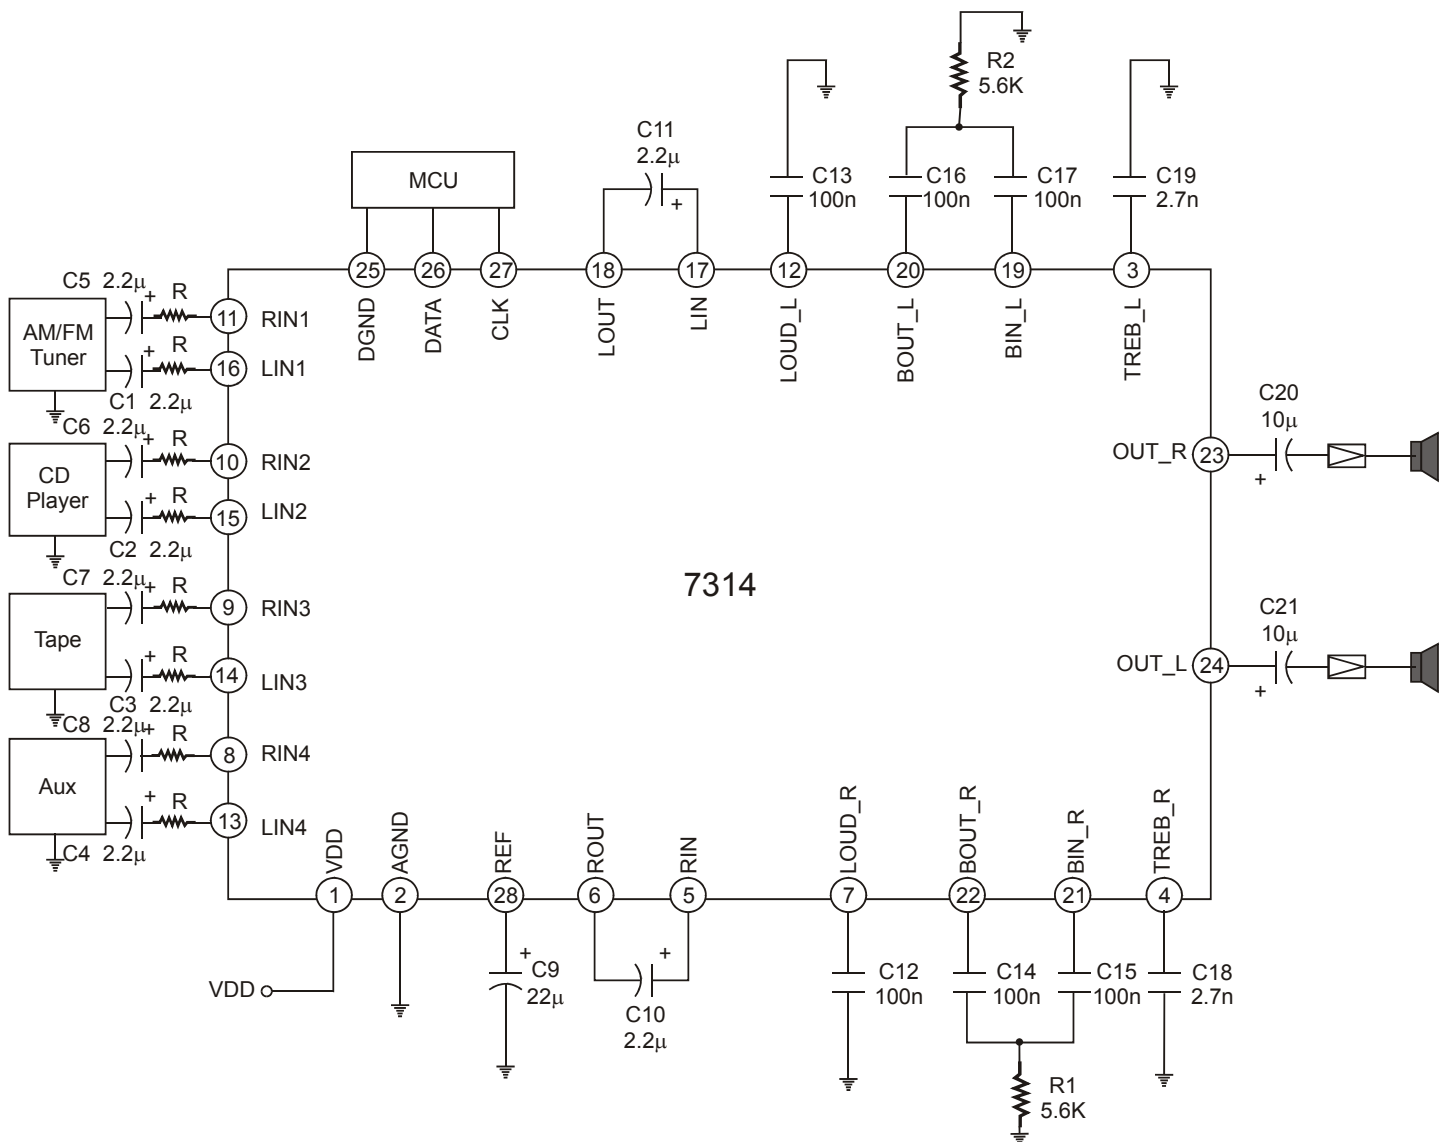 R2
5.6K
C11
2.2μ
MCU
C13
100n
C16
100n
C17
100n
C19
2.7n
25
26
27
18
17
12
20
19
3
DGND
DATA
CLK
LOUT
LIN
LOUD_L
BOUT_L
BIN_L
TREB_L
C5 2.2μ
+ R
AM/FM
Tuner
11 RIN1
+ R
16 LIN1
C1 2.2μ
C6 2.2μ
+ R
10 RIN2
CD
Player
+ R
15 LIN2
C2 2.2μ
C7 2.2μ
+ R
9 RIN3
Tape
+ R
14 LIN3
C3 2.2μ
C8 2.2μ
+ R
8 RIN4
Aux
+ R
13 LIN4
C4 2.2μ
7314
C20
10μ
OUT_R 23
+
C21
10μ
OUT_L 24
+
VDD
AGND
REF
ROUT
RIN
LOUD_R
BOUT_R
BIN_R
TREB_R
1
2
28
6
5
7
22
21
4
VDD
+
C9
22μ
+
C10
2.2μ
C12
100n
C14
100n
C15
100n
C18
2.7n
R1
5.6K
+